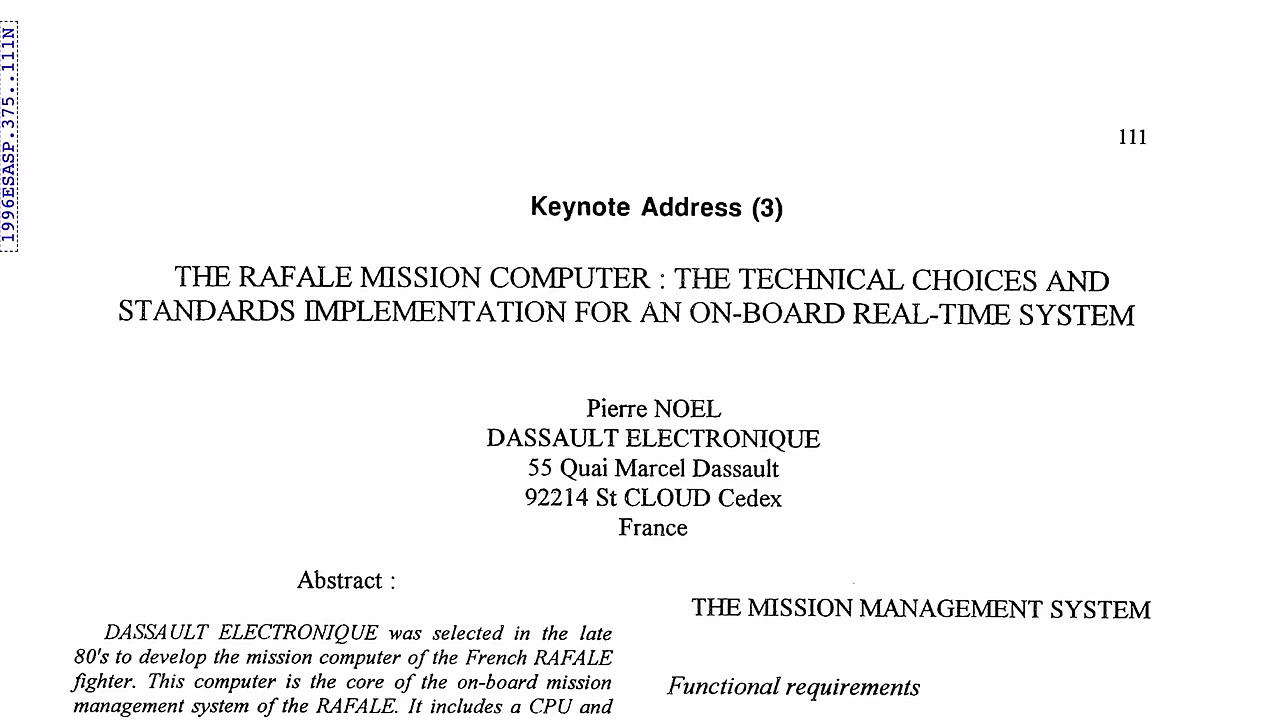 1996ESASP.375..111N
111
Keynote Address (3)
THE RAFALE MISSION COMPUTER : THE TECHNICAL CHOICES AND
STANDARDS IMPLEMENTATION FOR AN ON-BOARD REAL-TIME SYSTEM
Pierre NOEL
DASSAULT ELECTRONIQUE
55 Quai Marcel Dassault
92214 St CLOUD Cedex
France
Abstract :
DASSAULT ELECTRONIQUE was selected in the late
80's to develop the mission computer of the French RAFALE
fighter. This computer is the core of the on-board mission
management system of the RAFALE. It includes a CPU and
THE MISSION MANAGEMENT SYSTEM
Functional requirements